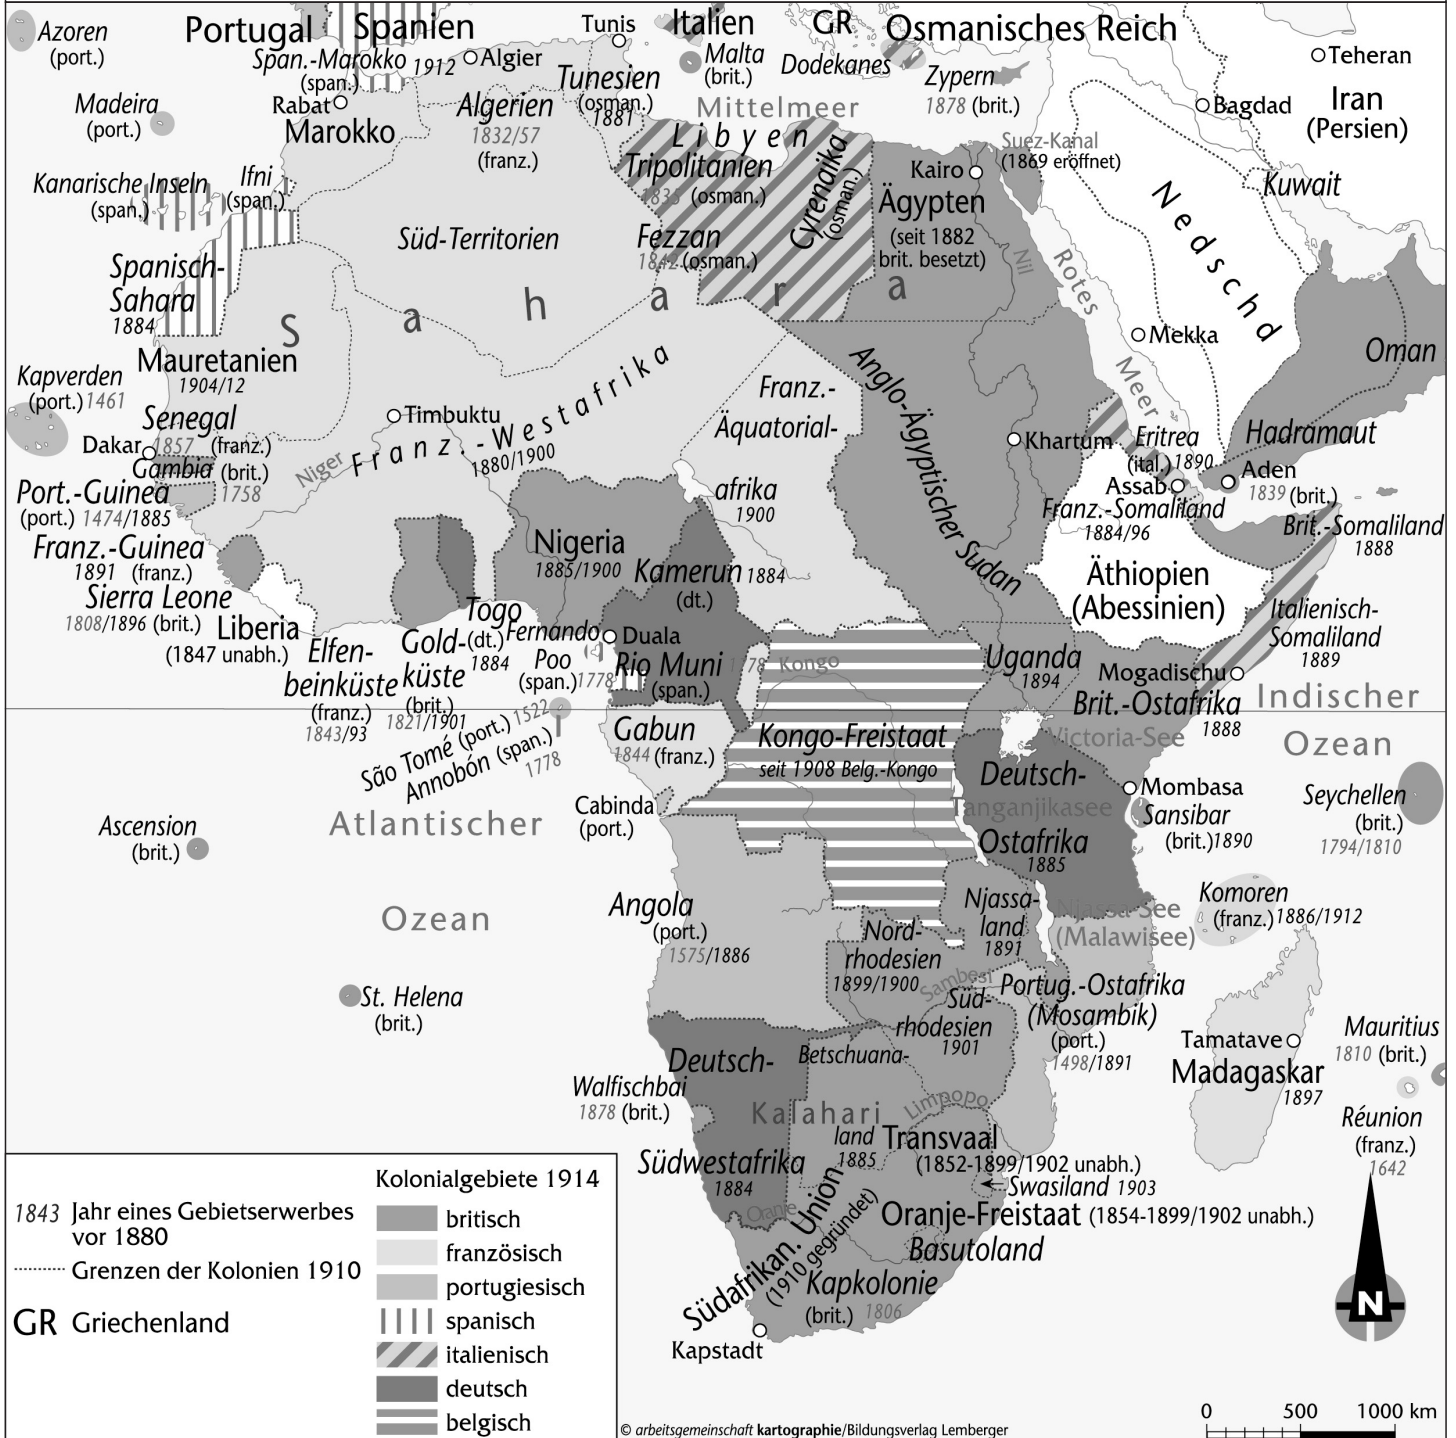 Azoren
(port.)
Portugal
Spanien
Tunis
Italien
GR
Osmanisches Reich
Span.-Marokko 1912
(span.)
Algier
Malta
(brit.)
Dodekanes
Zypern
1878 (brit.)
Teheran
Madeira
(port.)
Rabat
Marokko
Algerien
1832/57
(franz.)
Tunesien
(osman.)
1881
Mittelmeer
Bagdad
Iran
(Persien)
Libyen
Tripolitanien
1835 (osman.)
Cyrenaika
(osman.)
Suez-Kanal
(1869 eröffnet)
Kairo
Ägypten
(seit 1882
brit. besetzt)
Kuwait
Nedschd
Kanarische Inseln
(span.)
Ifni
(span.)
Süd-Territorien
Fezzan
1842 (osman.)
Nil
Rotes
Meer
Spanisch-
Sahara
1884
Sahara
Mekka
Oman
Mauretanien
1904/12
Kapverden
(port.) 1461
Senegal
1857 (franz.)
Dakar
Timbuktu
Franz.-Westafrika
1880/1900
Niger
Franz.-
Äquatorial-
afrika
1900
Anglo-Ägyptischer Sudan
Khartum
Eritrea
(ital.) 1890
Hadramaut
Aden
1839 (brit.)
Assab
Gambia (brit.)
1758
Port.-Guinea
(port.) 1474/1885
Franz.-Guinea
1891 (franz.)
Sierra Leone
1808/1896 (brit.)
Liberia
(1847 unabh.)
Franz.-Somaliland
1884/96
Brit.-Somaliland
1888
Äthiopien
(Abessinien)
Italienisch-
Somaliland
1889
Nigeria
1885/1900
Kamerun 1884
(dt.)
Togo
(dt.)
1884
Gold-
küste
(brit.)
1821/1901
Elfen-
beinküste
(franz.)
1843/93
Fernando
Poo
(span.) 1778
Duala
Rio Muni
(span.)
1778
Kongo
Uganda
1894
Mogadischu
Brit.-Ostafrika
1888
Indischer
Ozean
São Tomé (port.) 1522
Annobón (span.)
1778
Gabun
1844 (franz.)
Kongo-Freistaat
seit 1908 Belg.-Kongo
Victoria-See
Deutsch-
Ostafrika
1885
Tanganjikasee
Mombasa
Sansibar
(brit.) 1890
Seychellen
(brit.)
1794/1810
Ascension
(brit.)
Atlantischer
Ozean
Cabinda
(port.)
Angola
(port.)
1575/1886
Njassa-
land
1891
Njassa-See
(Malawisee)
Komoren
(franz.) 1886/1912
Nord-
rhodesien
1899/1900
Sambesi
Süd-
rhodesien
1901
Portug.-Ostafrika
(Mosambik)
(port.)
1498/1891
St. Helena
(brit.)
Tamatave
Madagaskar
1897
Mauritius
1810 (brit.)
Réunion
(franz.)
1642
Deutsch-
Südwestafrika
1884
Walfischbai
1878 (brit.)
Betschuana-
land
1885
Kalahari
Limpopo
Transvaal
(1852-1899/1902 unabh.)
Swasiland 1903
Oranje
Oranje-Freistaat (1854-1899/1902 unabh.)
Basutoland
Südafrikan. Union
(1910 gegründet)
Kapkolonie
(brit.) 1806
Kapstadt
N
1843 Jahr eines Gebietserwerbes
vor 1880
Grenzen der Kolonien 1910
GR Griechenland
Kolonialgebiete 1914
britisch
französisch
portugiesisch
spanisch
italienisch
deutsch
belgisch
0 500 1000 km
© arbeitsgemeinschaft kartographie/Bildungsverlag Lemberger